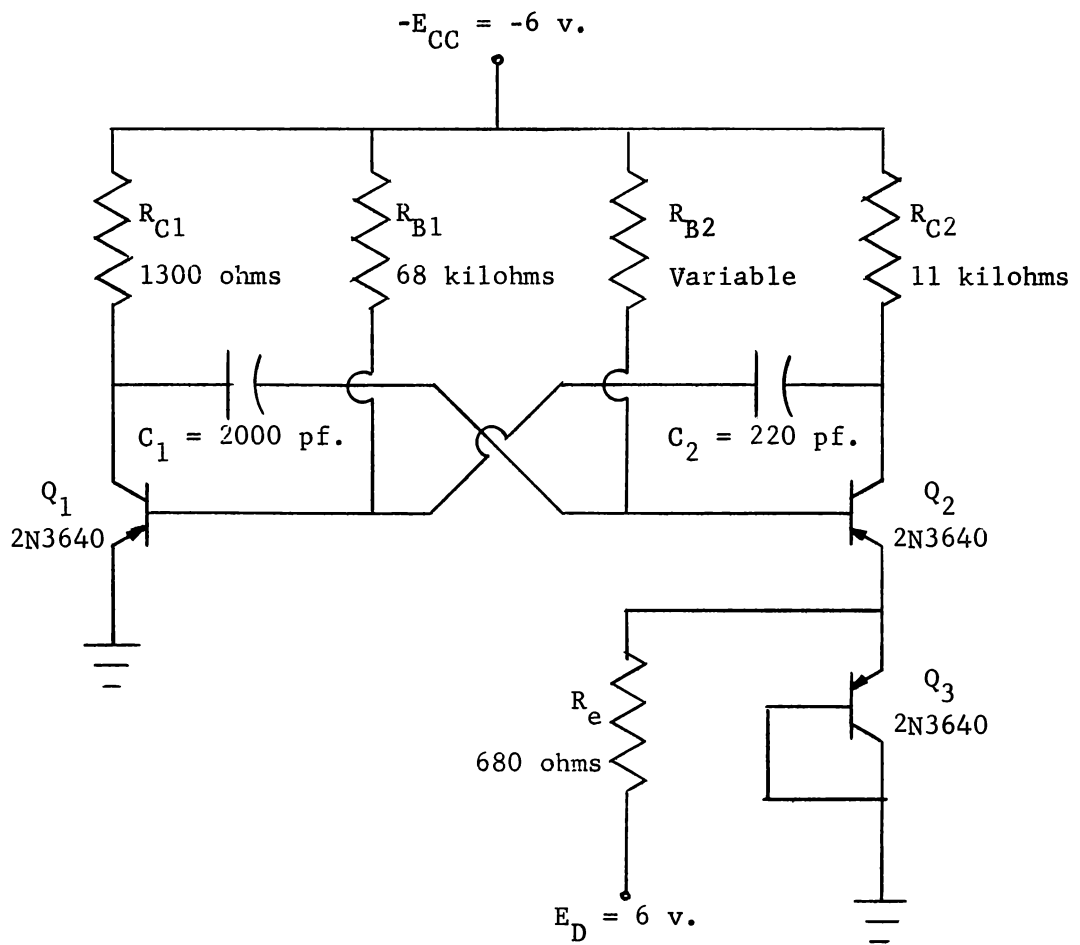 -E_CC = -6 v.
R_C1
1300 ohms
R_B1
68 kilohms
R_B2
Variable
R_C2
11 kilohms
C_1 = 2000 pf.
C_2 = 220 pf.
Q_1
2N3640
Q_2
2N3640
R_e
680 ohms
Q_3
2N3640
E_D = 6 v.